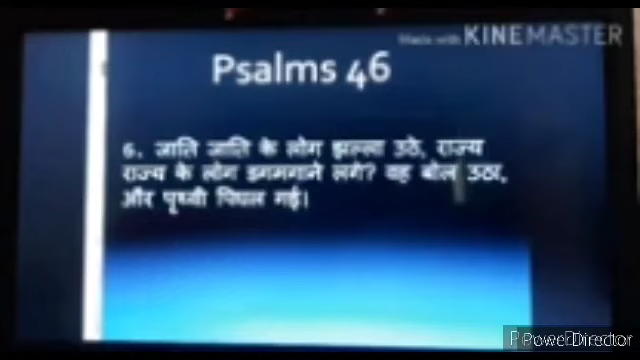 Made with KINEMASTER
Psalms 46
6. जाति जाति के लोग झल्ला उठे, राज्य
राज्य के लोग डगमगाने लगे? वह बोल उठा,
और पृथ्वी पिघल गई।
PowerDirector